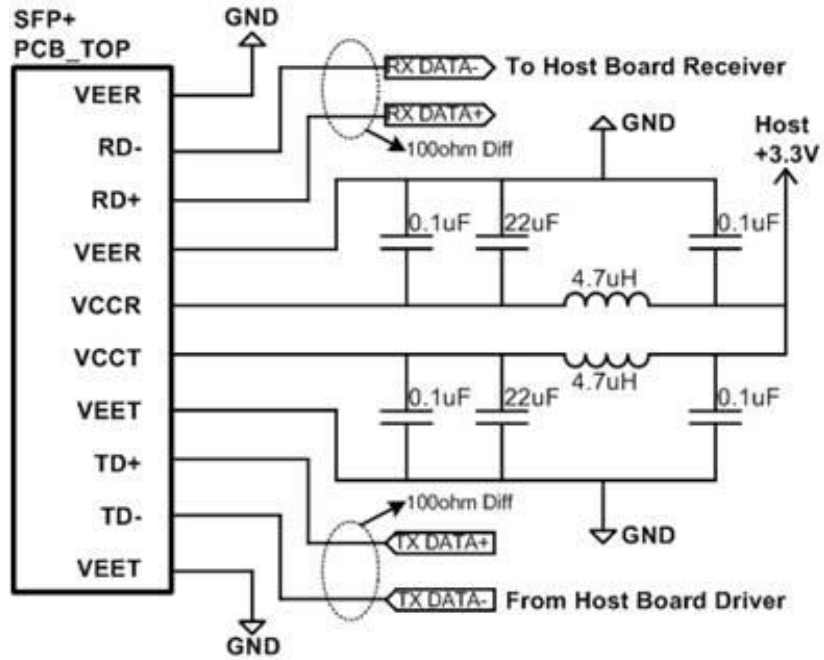 SFP+
PCB_TOP
GND
VEER
RD-
RD+
VEER
VCCR
VCCT
VEET
TD+
TD-
VEET
RX DATA-
To Host Board Receiver
RX DATA+
100ohm Diff
GND
Host
+3.3V
0.1uF
22uF
0.1uF
4.7uH
4.7uH
0.1uF
22uF
0.1uF
100ohm Diff
TX DATA+
GND
TX DATA-
From Host Board Driver
GND